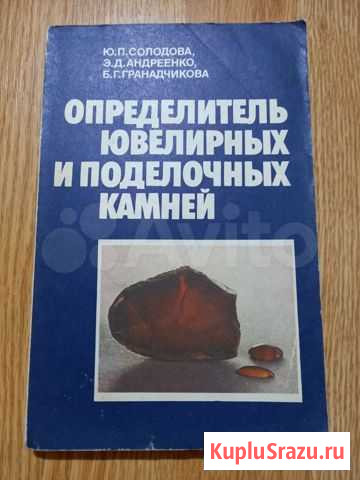 Ю.П.СОЛОДОВА,
Э.Д.АНДРЕЕНКО,
Б.Г.ГРАНАДЧИКОВА
ОПРЕДЕЛИТЕЛЬ
ЮВЕЛИРНЫХ
И ПОДЕЛОЧНЫХ
КАМНЕЙ
Avito
KupluSrazu.ru